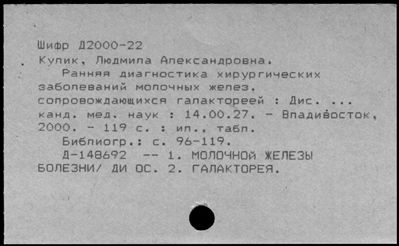 Шифр Д2000-22
Кулик, Людмила Александровна.
Ранняя диагностика хирургических
заболеваний молочных желез,
сопровождающихся галактореей : Дис. ...
канд. мед. наук : 14.00.27. - Владивосток,
2000. - 119 с. : ил., табл.
Библиогр.: с. 96-119.
Д-148692 -- 1. МОЛОЧНОЙ ЖЕЛЕЗЫ
БОЛЕЗНИ/ ДИ ОС. 2. ГАЛАКТОРЕЯ.